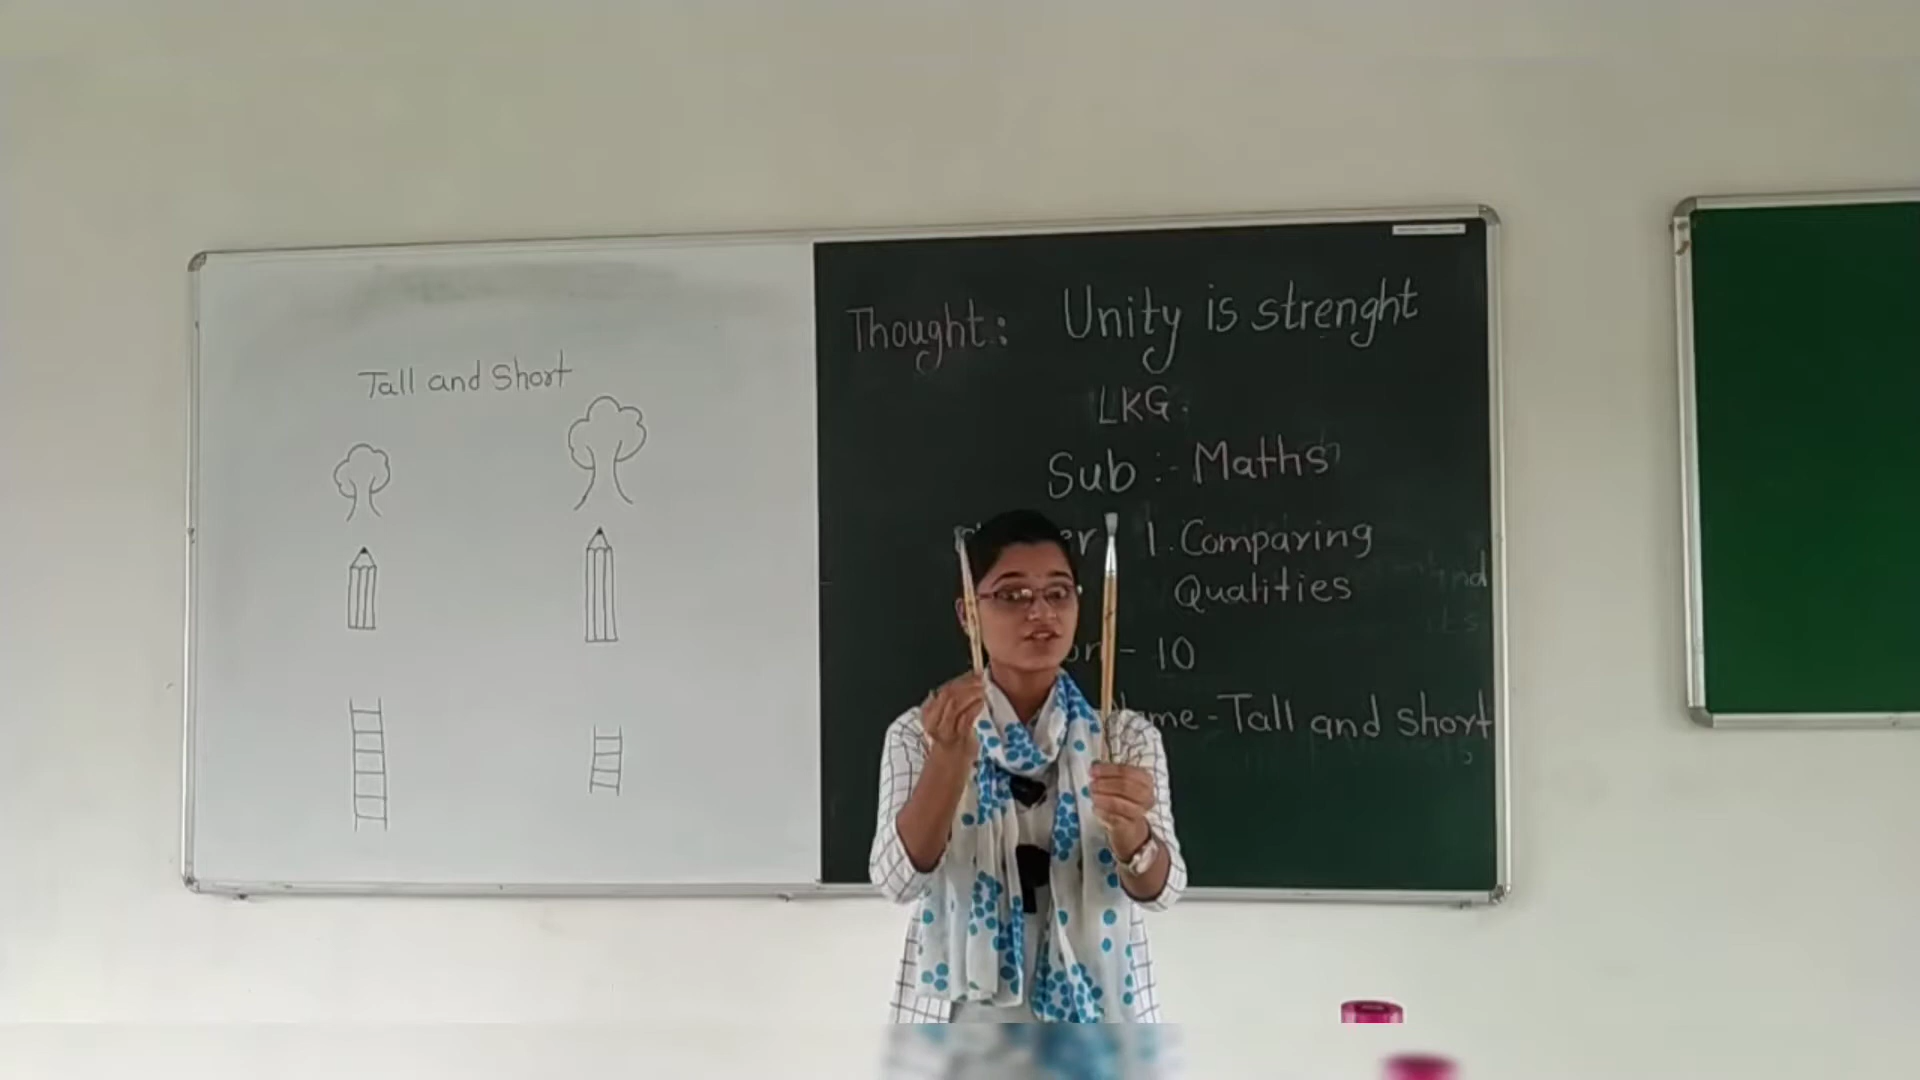 Tall and Short
Thought: Unity is strenght
LKG.
Sub :- Maths
1. Comparing
Qualities
- 10
- Tall and short